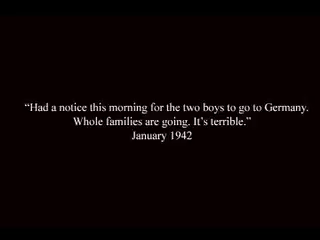 “Had a notice this morning for the two boys to go to Germany.
Whole families are going. It’s terrible.”
January 1942